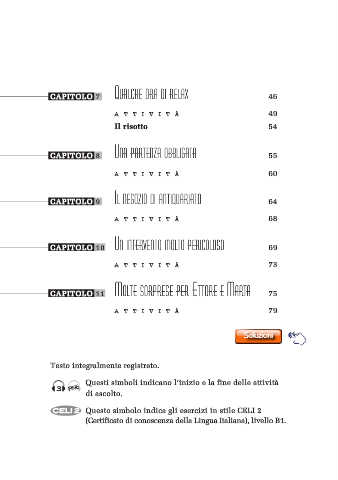 CAPITOLO 7 Qualche ora di relax 46
ATTIVITÀ 49
Il risotto 54
CAPITOLO 8 Una partenza obbligata 55
ATTIVITÀ 60
CAPITOLO 9 Il negozio di antiquariato 64
ATTIVITÀ 68
CAPITOLO 10 Un intervento molto pericoloso 69
ATTIVITÀ 73
CAPITOLO 11 Molte sorprese per Ettore e Marta 75
ATTIVITÀ 79
Soluzioni
Testo integralmente registrato.
3 Questi simboli indicano l'inizio e la fine delle attività
di ascolto.
CELI 2 Questo simbolo indica gli esercizi in stile CELI 2
(Certificato di conoscenza della Lingua Italiana), livello B1.